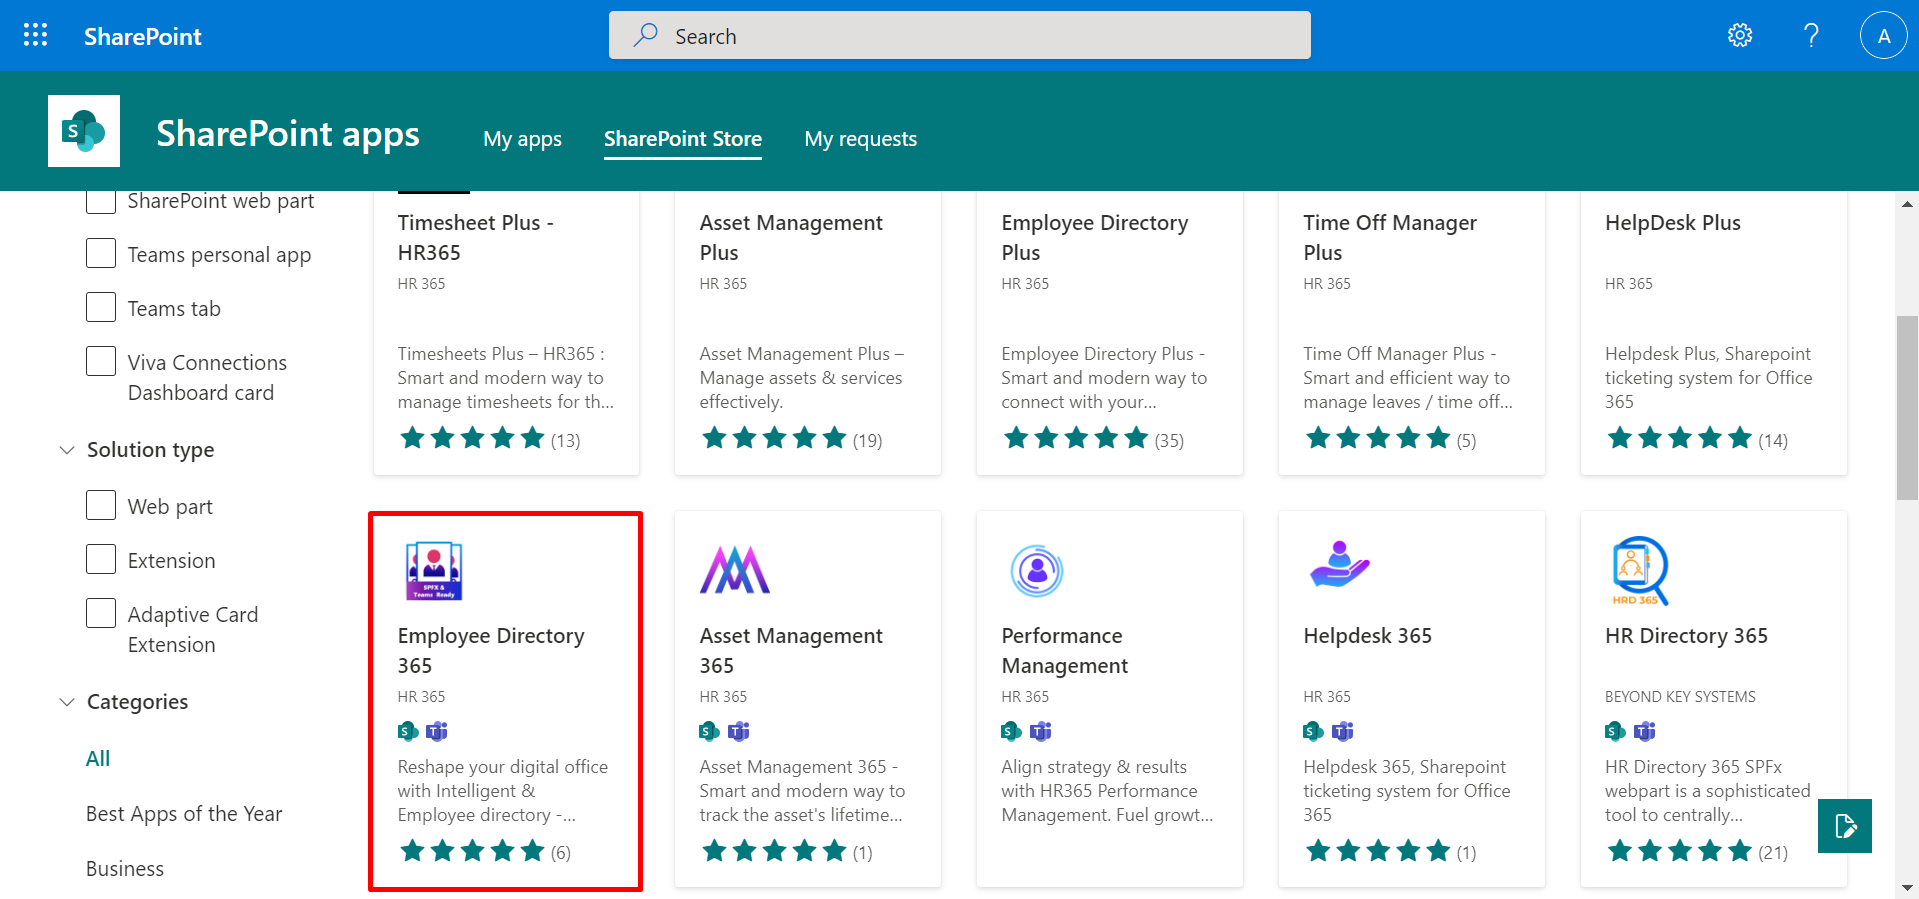 SharePoint
Search
A
S
SharePoint apps
My apps
SharePoint Store
My requests
SharePoint web part
Teams personal app
Teams tab
Viva Connections
Dashboard card
Solution type
Web part
Extension
Adaptive Card
Extension
Categories
All
Best Apps of the Year
Business
Timesheet Plus -
HR365
HR 365
Timesheets Plus – HR365 :
Smart and modern way to
manage timesheets for th...
(13)
Asset Management
Plus
HR 365
Asset Management Plus –
Manage assets & services
effectively.
(19)
Employee Directory
Plus
HR 365
Employee Directory Plus -
Smart and modern way to
connect with your...
(35)
Time Off Manager
Plus
HR 365
Time Off Manager Plus -
Smart and efficient way to
manage leaves / time off...
(5)
HelpDesk Plus
HR 365
Helpdesk Plus, Sharepoint
ticketing system for Office
365
(14)
SPFX &
Teams Ready
Employee Directory
365
HR 365
S T
Reshape your digital office
with Intelligent &
Employee directory -...
(6)
Asset Management
365
HR 365
S T
Asset Management 365 -
Smart and modern way to
track the asset's lifetime...
(1)
Performance
Management
HR 365
S T
Align strategy & results
with HR365 Performance
Management. Fuel growt...
Helpdesk 365
HR 365
S T
Helpdesk 365, Sharepoint
ticketing system for Office
365
(1)
HRD 365
HR Directory 365
BEYOND KEY SYSTEMS
S T
HR Directory 365 SPFx
webpart is a sophisticated
tool to centrally...
(21)